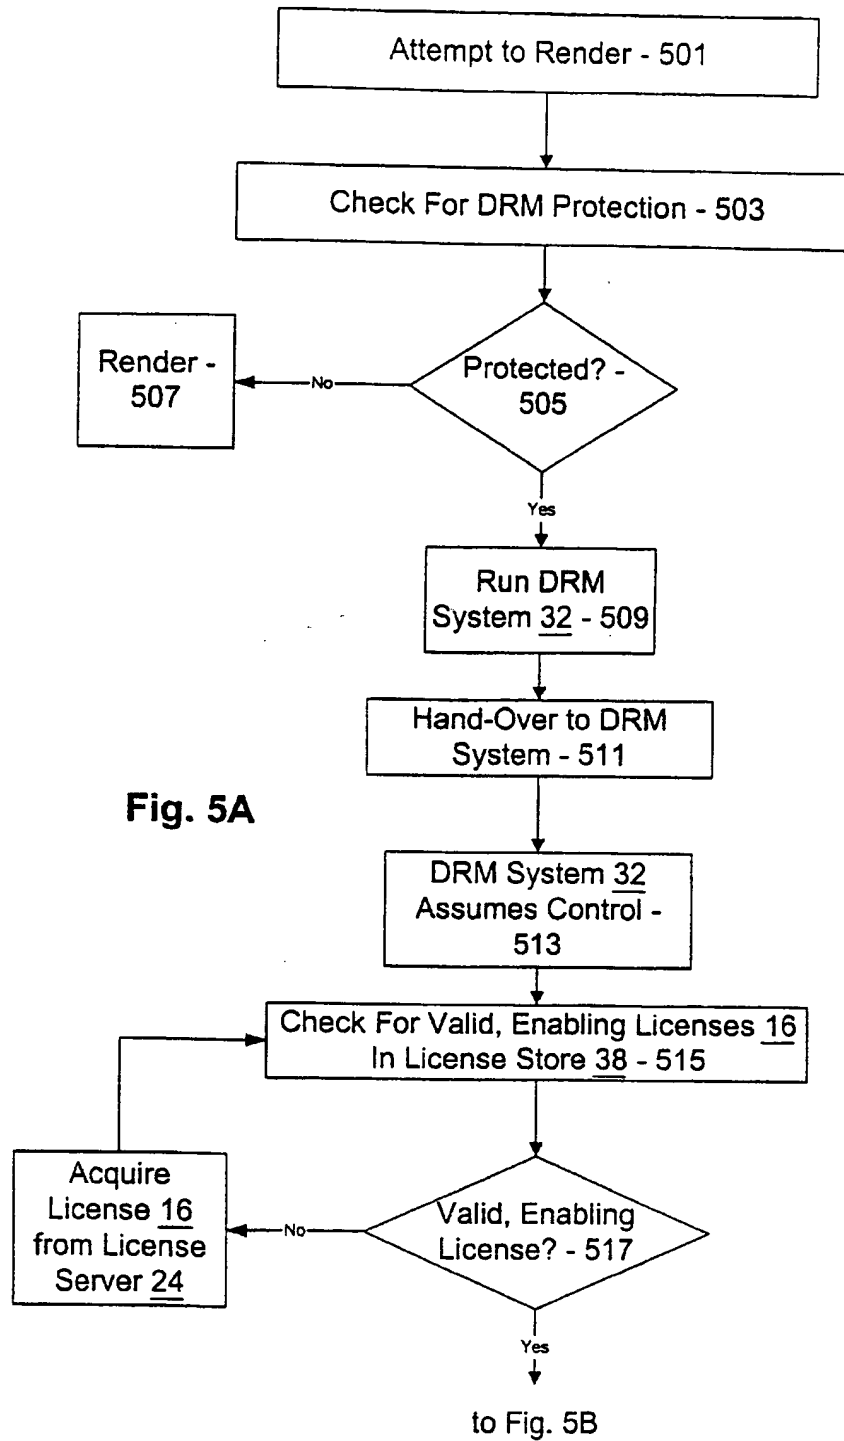 Attempt to Render - 501
Check For DRM Protection - 503
Protected? -
505
No
Render -
507
Yes
Run DRM
System 32 - 509
Hand-Over to DRM
System - 511
Fig. 5A
DRM System 32
Assumes Control -
513
Check For Valid, Enabling Licenses 16
In License Store 38 - 515
Valid, Enabling
License? - 517
No
Acquire
License 16
from License
Server 24
Yes
to Fig. 5B